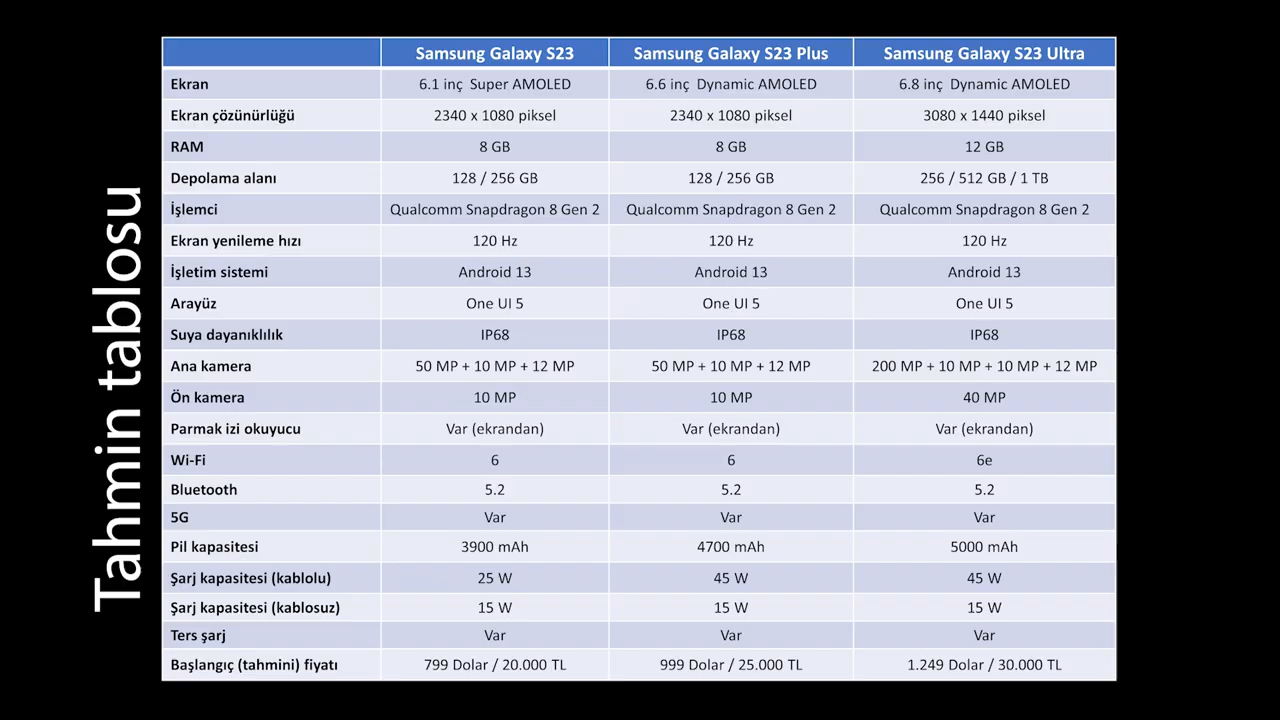 Tahmin tablosu
Samsung Galaxy S23 Samsung Galaxy S23 Plus Samsung Galaxy S23 Ultra
Ekran 6.1 inç Super AMOLED 6.6 inç Dynamic AMOLED 6.8 inç Dynamic AMOLED
Ekran çözünürlüğü 2340 x 1080 piksel 2340 x 1080 piksel 3080 x 1440 piksel
RAM 8 GB 8 GB 12 GB
Depolama alanı 128 / 256 GB 128 / 256 GB 256 / 512 GB / 1 TB
İşlemci Qualcomm Snapdragon 8 Gen 2 Qualcomm Snapdragon 8 Gen 2 Qualcomm Snapdragon 8 Gen 2
Ekran yenileme hızı 120 Hz 120 Hz 120 Hz
İşletim sistemi Android 13 Android 13 Android 13
Arayüz One UI 5 One UI 5 One UI 5
Suya dayanıklılık IP68 IP68 IP68
Ana kamera 50 MP + 10 MP + 12 MP 50 MP + 10 MP + 12 MP 200 MP + 10 MP + 10 MP + 12 MP
Ön kamera 10 MP 10 MP 40 MP
Parmak izi okuyucu Var (ekrandan) Var (ekrandan) Var (ekrandan)
Wi-Fi 6 6 6e
Bluetooth 5.2 5.2 5.2
5G Var Var Var
Pil kapasitesi 3900 mAh 4700 mAh 5000 mAh
Şarj kapasitesi (kablolu) 25 W 45 W 45 W
Şarj kapasitesi (kablosuz) 15 W 15 W 15 W
Ters şarj Var Var Var
Başlangıç (tahmini) fiyatı 799 Dolar / 20.000 TL 999 Dolar / 25.000 TL 1.249 Dolar / 30.000 TL